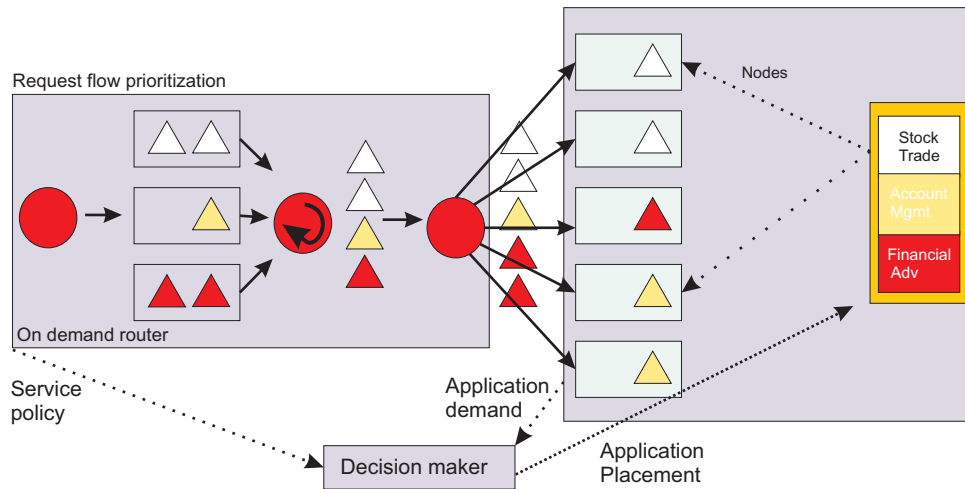 Request flow prioritization
Nodes
Stock
Trade
Account
Mgmt
Financial
Adv
On demand router
Service
policy
Application
demand
Decision maker
Application
Placement